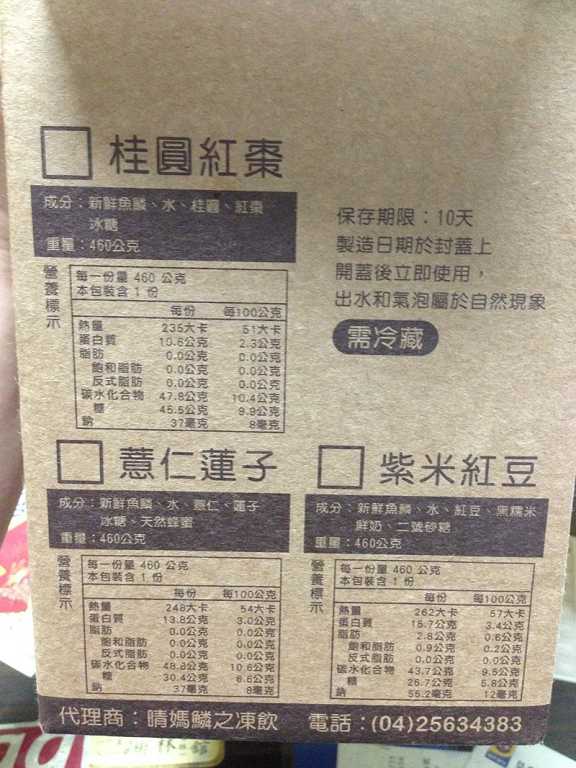 桂圓紅棗
成分：新鮮魚鱗、水、桂圓、紅棗
冰糖
重量：460公克
營養標示
每一份量 460 公克
本包裝含 1 份
每份 每100公克
熱量 235大卡 51大卡
蛋白質 10.6公克 2.3公克
脂肪 0.0公克 0.0公克
飽和脂肪 0.0公克 0.0公克
反式脂肪 0.0公克 0.0公克
碳水化合物 47.8公克 10.4公克
糖 45.5公克 9.9公克
鈉 37毫克 8毫克
保存期限：10天
製造日期於封蓋上
開蓋後立即使用，
出水和氣泡屬於自然現象
需冷藏
薏仁蓮子
成分：新鮮魚鱗、水、薏仁、蓮子
冰糖、天然蜂蜜
重量：460公克
營養標示
每一份量 460 公克
本包裝含 1 份
每份 每100公克
熱量 248大卡 54大卡
蛋白質 13.8公克 3.0公克
脂肪 0.0公克 0.0公克
飽和脂肪 0.0公克 0.0公克
反式脂肪 0.0公克 0.0公克
碳水化合物 48.8公克 10.6公克
糖 30.4公克 6.6公克
鈉 37毫克 8毫克
紫米紅豆
成分：新鮮魚鱗、水、紅豆、黑糯米
鮮奶、二號砂糖
重量：460公克
營養標示
每一份量 460 公克
本包裝含 1 份
每份 每100公克
熱量 262大卡 57大卡
蛋白質 15.7公克 3.4公克
脂肪 2.8公克 0.6公克
飽和脂肪 0.9公克 0.2公克
反式脂肪 0.0公克 0.0公克
碳水化合物 43.7公克 9.5公克
糖 26.7公克 5.8公克
鈉 55.2毫克 12毫克
代理商：晴媽鱗之凍飲 電話：(04)25634383